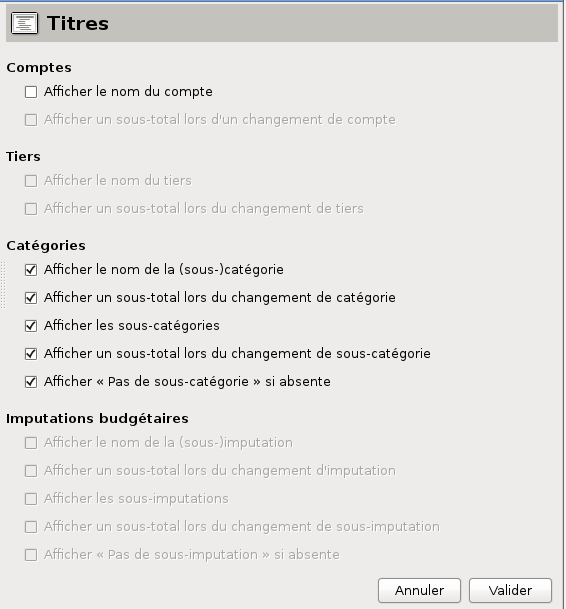 Titres
Comptes
Afficher le nom du compte
Afficher un sous-total lors d'un changement de compte
Tiers
Afficher le nom du tiers
Afficher un sous-total lors du changement de tiers
Catégories
Afficher le nom de la (sous-)catégorie
Afficher un sous-total lors du changement de catégorie
Afficher les sous-catégories
Afficher un sous-total lors du changement de sous-catégorie
Afficher « Pas de sous-catégorie » si absente
Imputations budgétaires
Afficher le nom de la (sous-)imputation
Afficher un sous-total lors du changement d'imputation
Afficher les sous-imputations
Afficher un sous-total lors du changement de sous-imputation
Afficher « Pas de sous-imputation » si absente
Annuler Valider